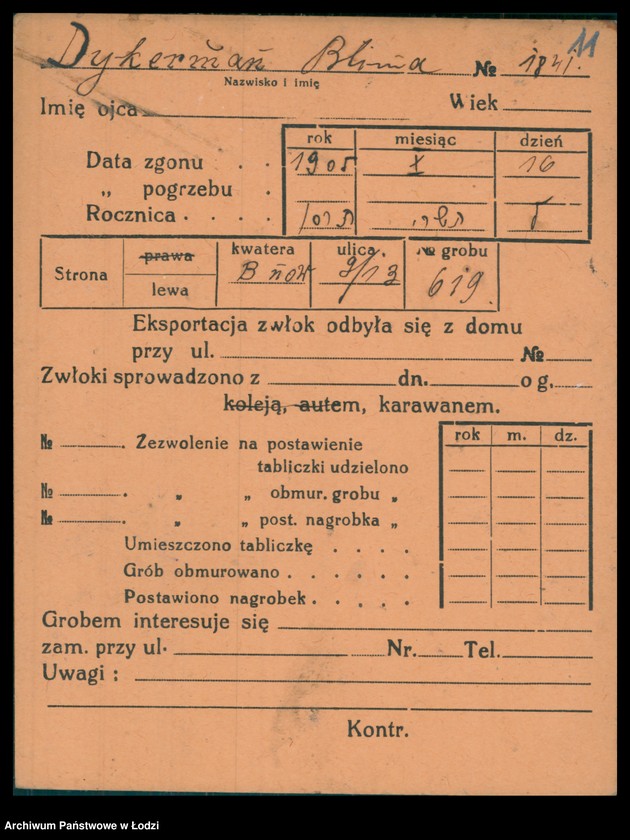 11
Dykerman Blima № 1841.
Nazwisko i imię
Imię ojca Wiek
rok miesiąc dzień
Data zgonu . . 1905 X 16
„ pogrzebu .
Rocznica . . . . תשרי
Strona prawa lewa kwatera B now ulica 9/13 № grobu 619
Eksportacja zwłok odbyła się z domu
przy ul. №
Zwłoki sprowadzono z dn. o g.
koleją, autem, karawanem.
rok m. dz.
№ . Zezwolenie na postawienie
tabliczki udzielono
№ . „ „ obmur. grobu „
№ . „ „ post. nagrobka „
Umieszczono tabliczkę . . . .
Grób obmurowano . . . . .
Postawiono nagrobek . . . . .
Grobem interesuje się
zam. przy ul. Nr. Tel.
Uwagi :
Kontr.
Archiwum Państwowe w Łodzi